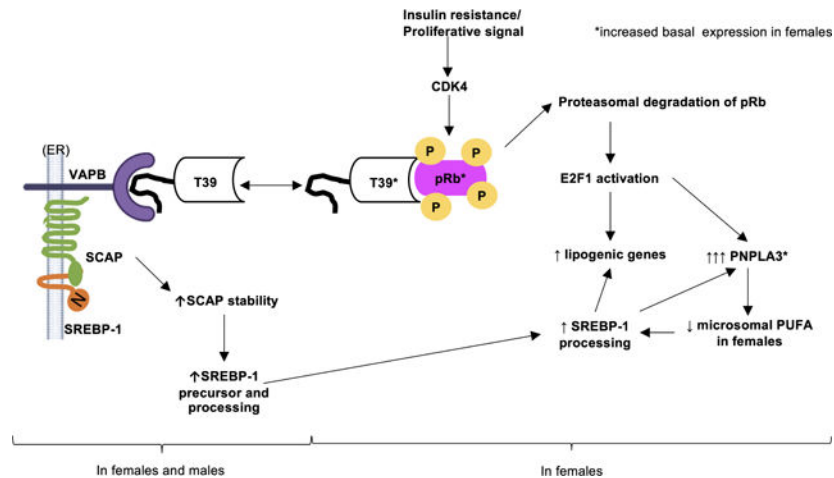 Insulin resistance/
Proliferative signal
*increased basal expression in females
CDK4
Proteasomal degradation of pRb
(ER)
VAPB
T39
T39*
pRb*
P
P
P
P
E2F1 activation
SCAP
↑ lipogenic genes
↑↑↑ PNPLA3*
N
↑SCAP stability
SREBP-1
↑ SREBP-1
processing
↓ microsomal PUFA
in females
↑SREBP-1
precursor and
processing
In females and males
In females